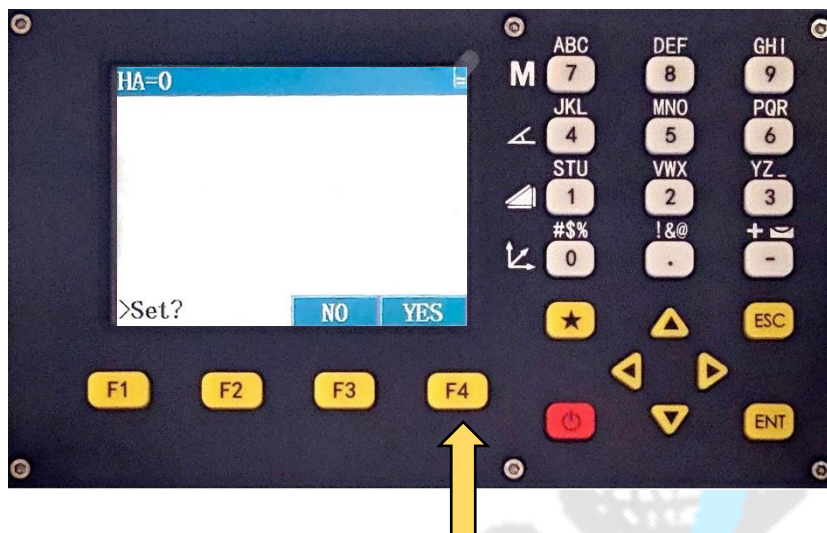 HA=0
>Set? NO YES
F1 F2 F3 F4
M ABC 7 DEF 8 GHI 9
JKL 4 MNO 5 PQR 6
STU 1 VWX 2 YZ_ 3
#$% 0 !&@ . + -
ESC
ENT